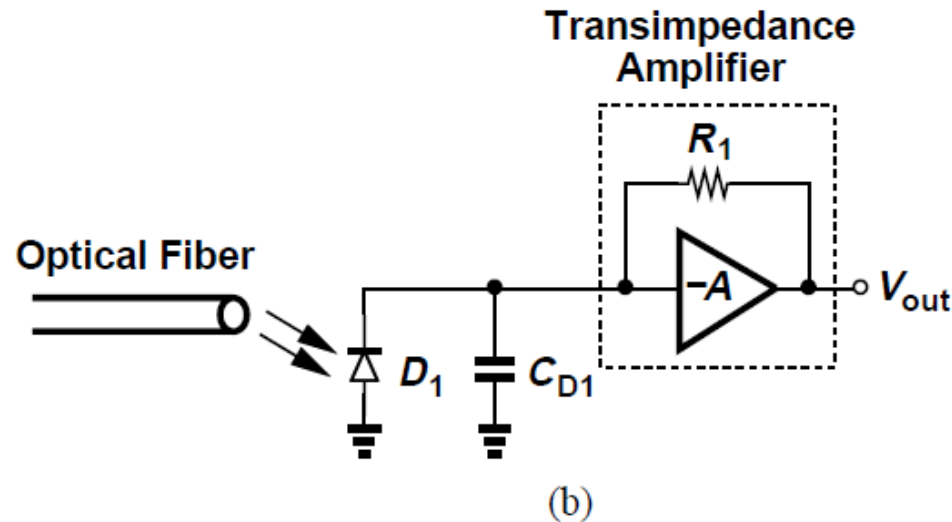 Transimpedance
Amplifier
R1
Optical Fiber
−A
Vout
D1
CD1
(b)